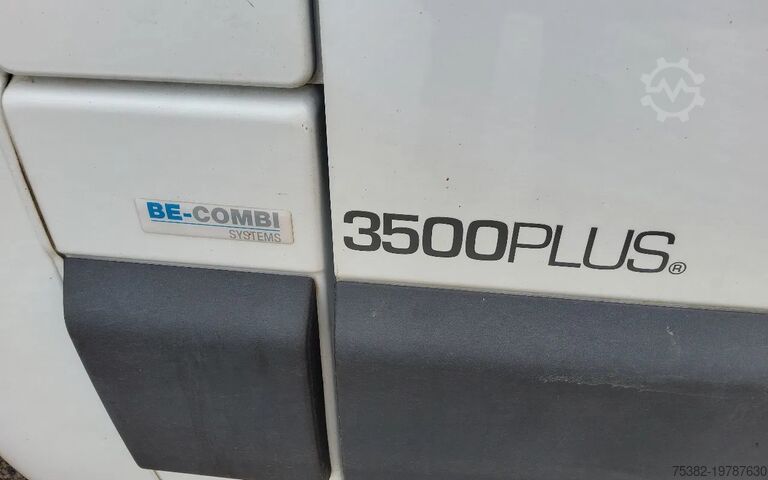 BE-COMBI
SYSTEMS
3500PLUS®
75382-19787630